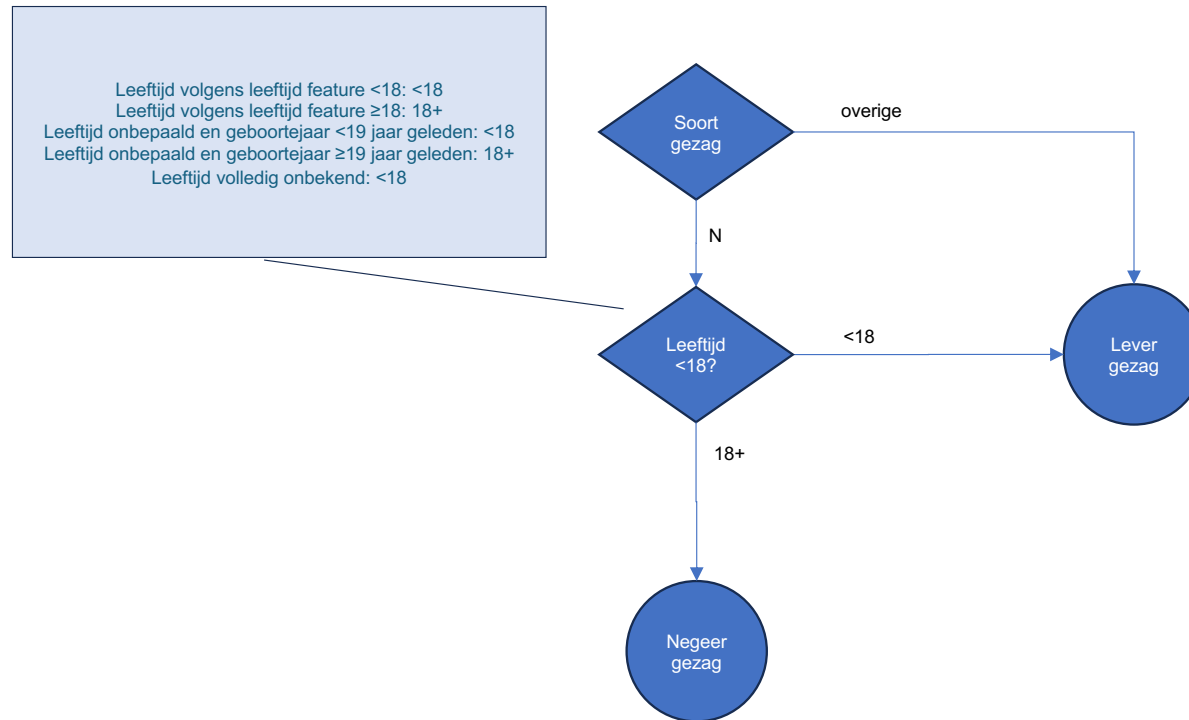 Leeftijd volgens leeftijd feature <18: <18
Leeftijd volgens leeftijd feature ≥18: 18+
Leeftijd onbepaald en geboortejaar <19 jaar geleden: <18
Leeftijd onbepaald en geboortejaar ≥19 jaar geleden: 18+
Leeftijd volledig onbekend: <18
Soort
gezag
overige
N
Leeftijd
<18?
<18
Lever
gezag
18+
Negeer
gezag